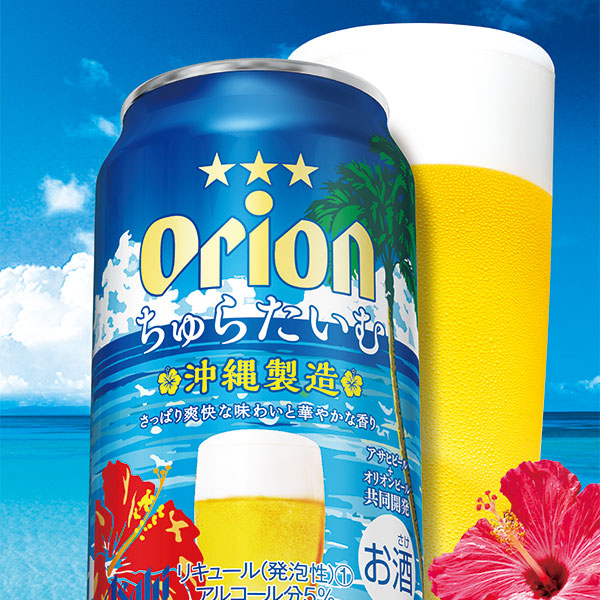 ★★★
Orion
ちゅらたいむ
沖縄製造
さっぱり爽快な味わいと華やかな香り。
アサヒビール
+
オリオンビール
共同開発
さけ
お酒
リキュール(発泡性)①
アルコール分5%